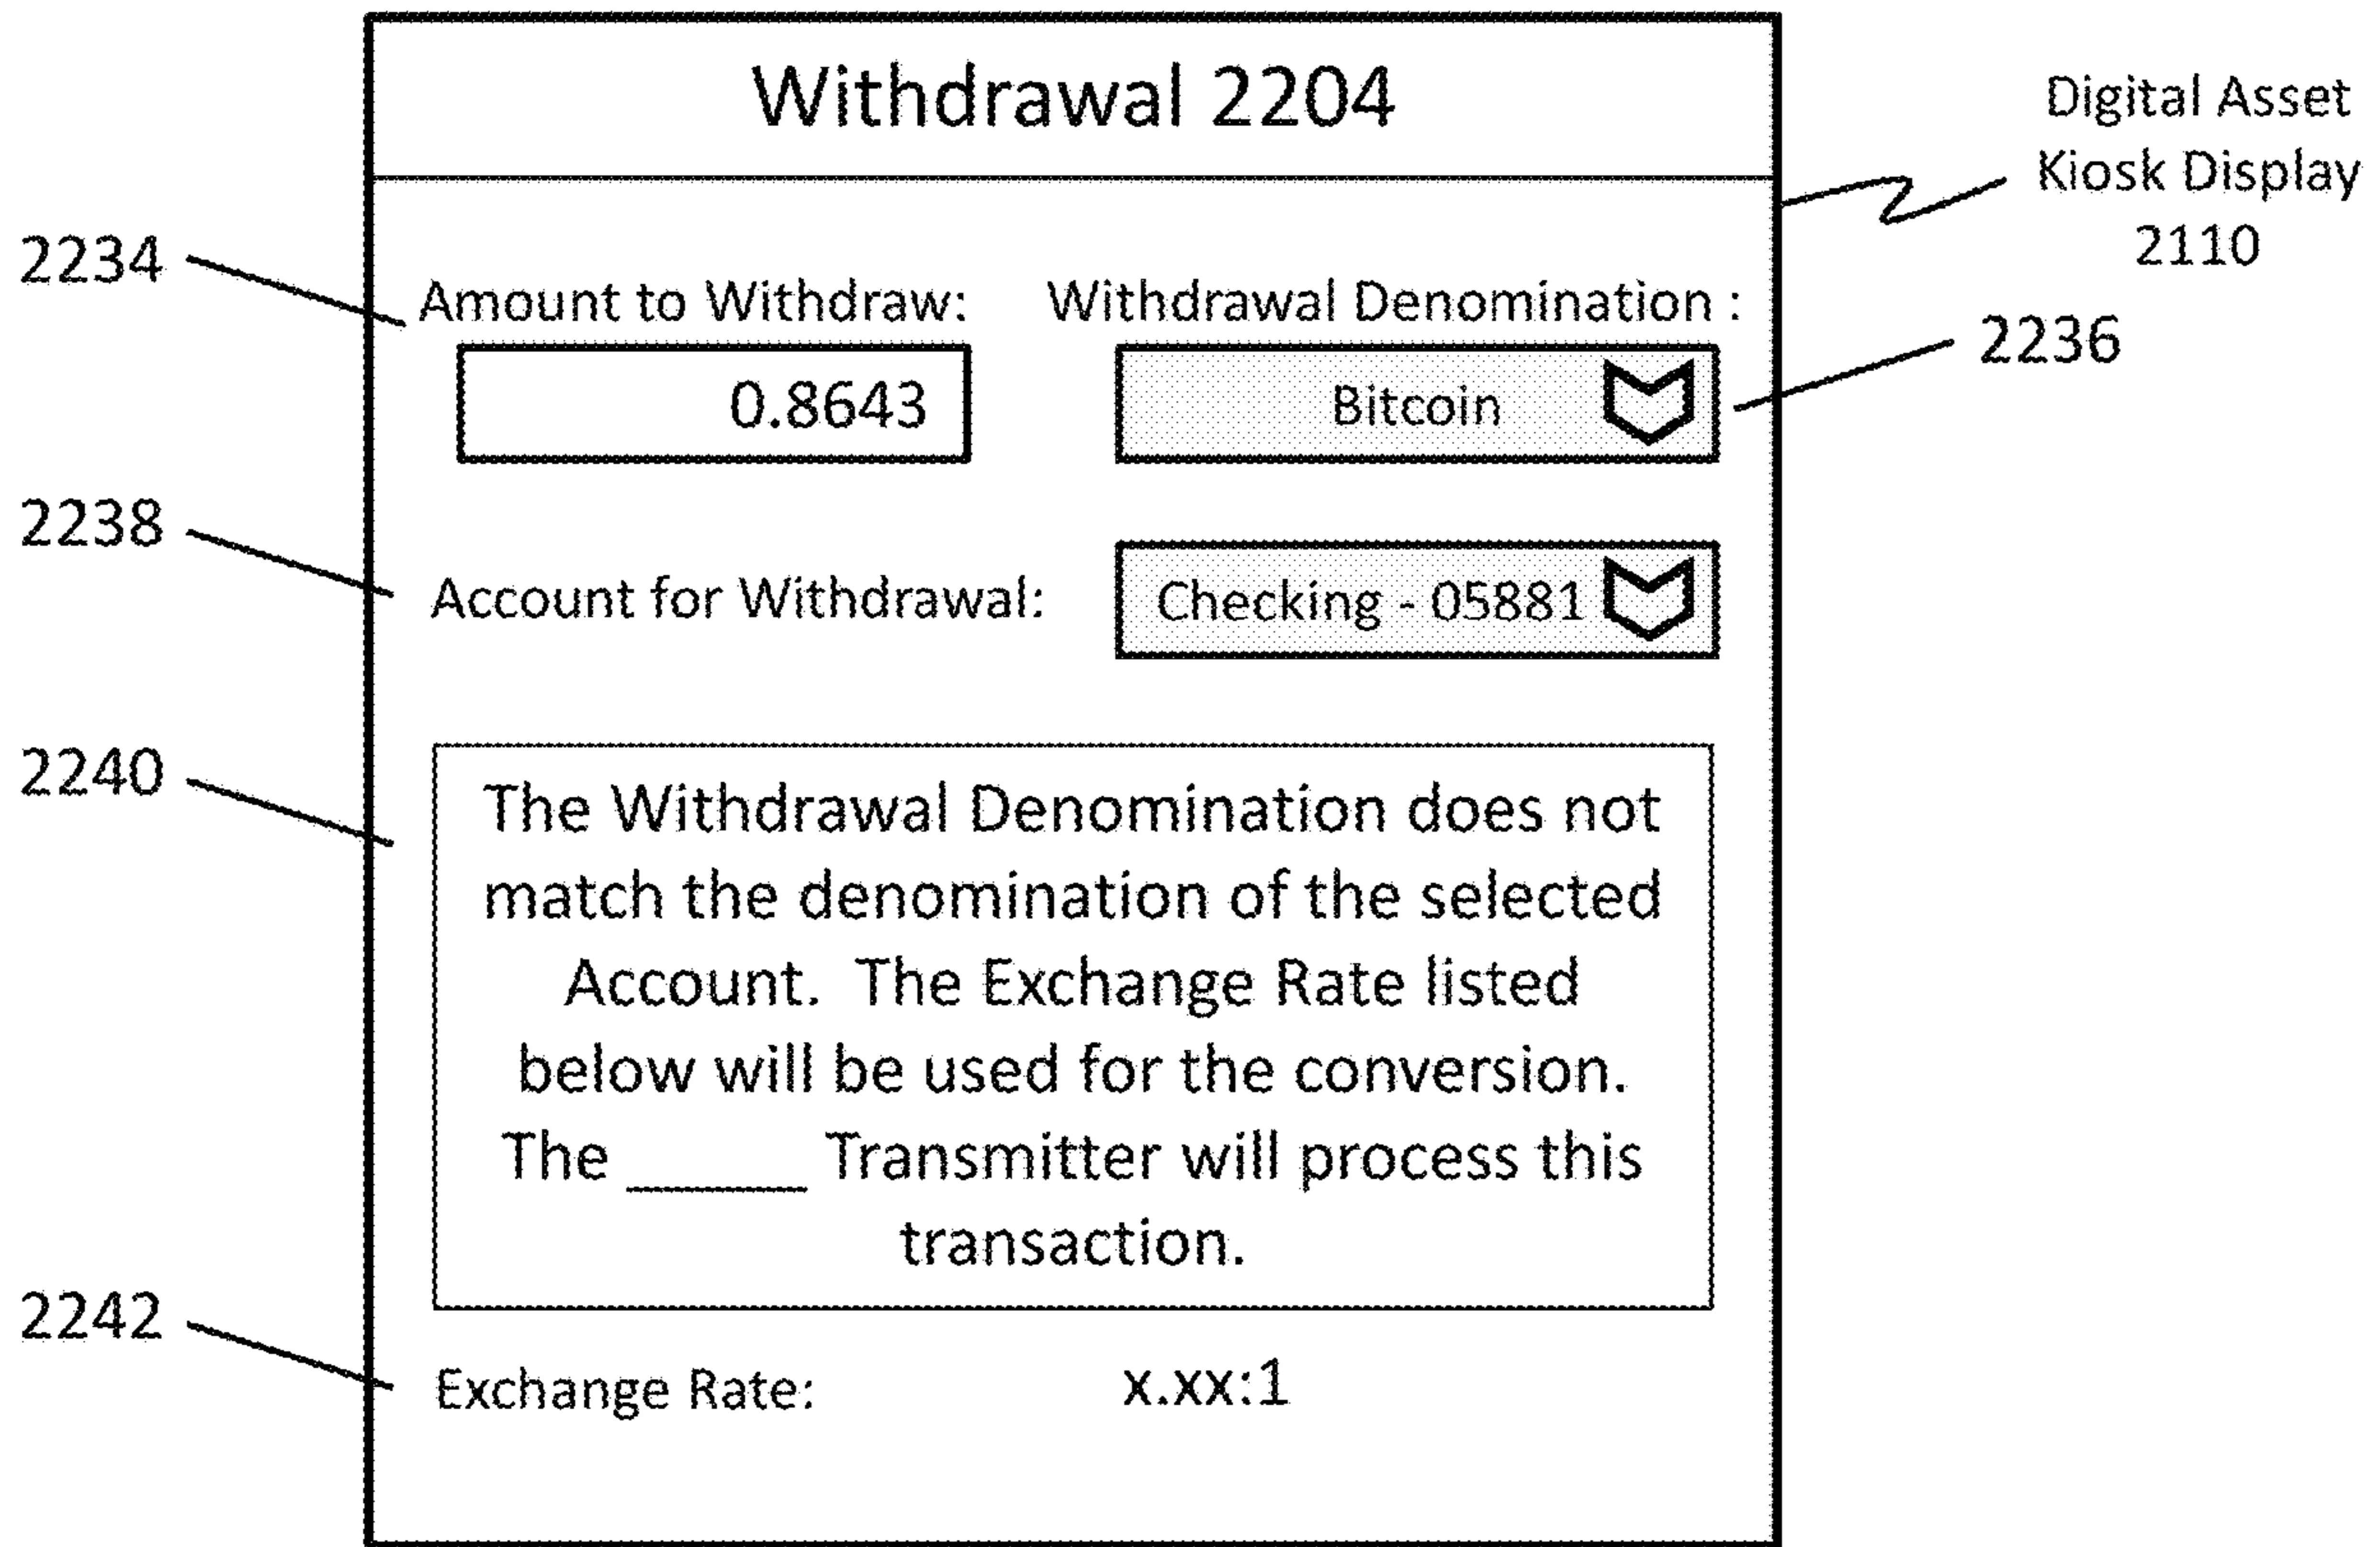 Withdrawal 2204
Digital Asset
Kiosk Display
2110
2234
Amount to Withdraw:
Withdrawal Denomination :
2236
0.8643
Bitcoin
2238
Account for Withdrawal:
Checking - 05881
2240
The Withdrawal Denomination does not
match the denomination of the selected
Account. The Exchange Rate listed
below will be used for the conversion.
The ______ Transmitter will process this
transaction.
2242
Exchange Rate:
x.xx:1